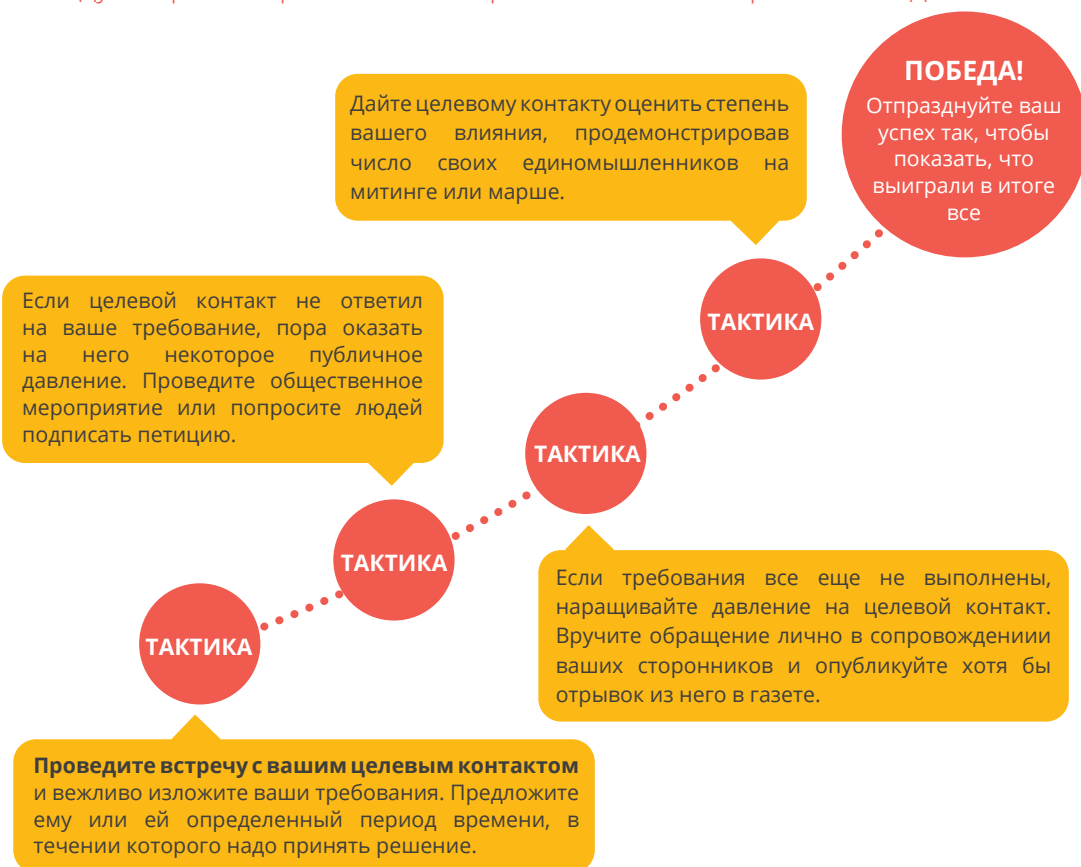 ПОБЕДА!
Отпразднуйте ваш
успех так, чтобы
показать, что
выиграли в итоге
все
Дайте целевому контакту оценить степень
вашего влияния, продемонстрировав
число своих единомышленников на
митинге или марше.
ТАКТИКА
Если целевой контакт не ответил
на ваше требование, пора оказать
на него некоторое публичное
давление. Проведите общественное
мероприятие или попросите людей
подписать петицию.
ТАКТИКА
ТАКТИКА
Если требования все еще не выполнены,
наращивайте давление на целевой контакт.
Вручите обращение лично в сопровождениии
ваших сторонников и опубликуйте хотя бы
отрывок из него в газете.
ТАКТИКА
Проведите встречу с вашим целевым контактом
и вежливо изложите ваши требования. Предложите
ему или ей определенный период времени, в
течении которого надо принять решение.